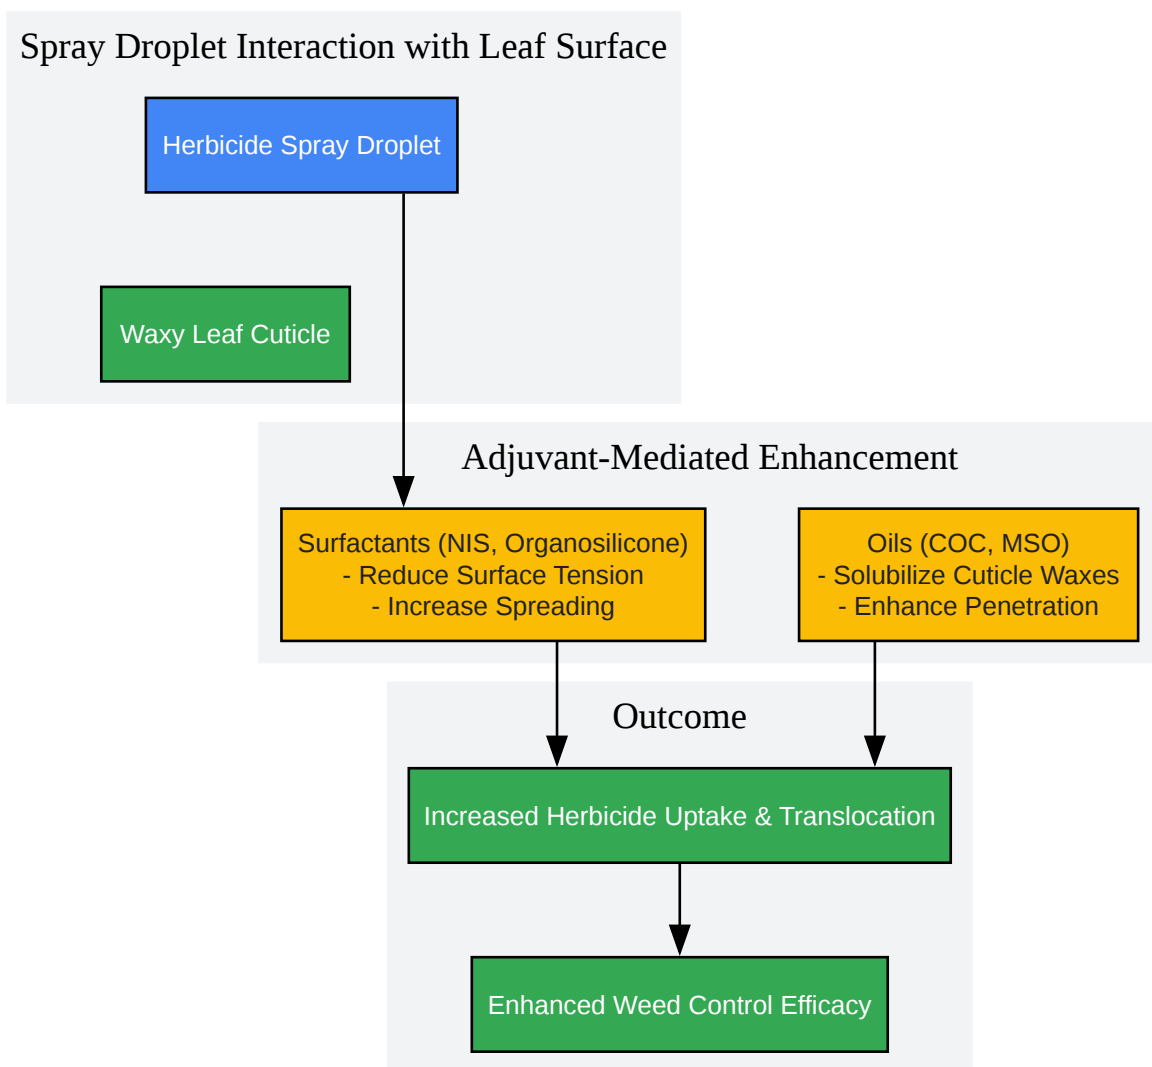 Spray Droplet Interaction with Leaf Surface
Herbicide Spray Droplet
Waxy Leaf Cuticle
Adjuvant-Mediated Enhancement
Surfactants (NIS, Organosilicone)
- Reduce Surface Tension
- Increase Spreading
Oils (COC, MSO)
- Solubilize Cuticle Waxes
- Enhance Penetration
Outcome
Increased Herbicide Uptake & Translocation
Enhanced Weed Control Efficacy